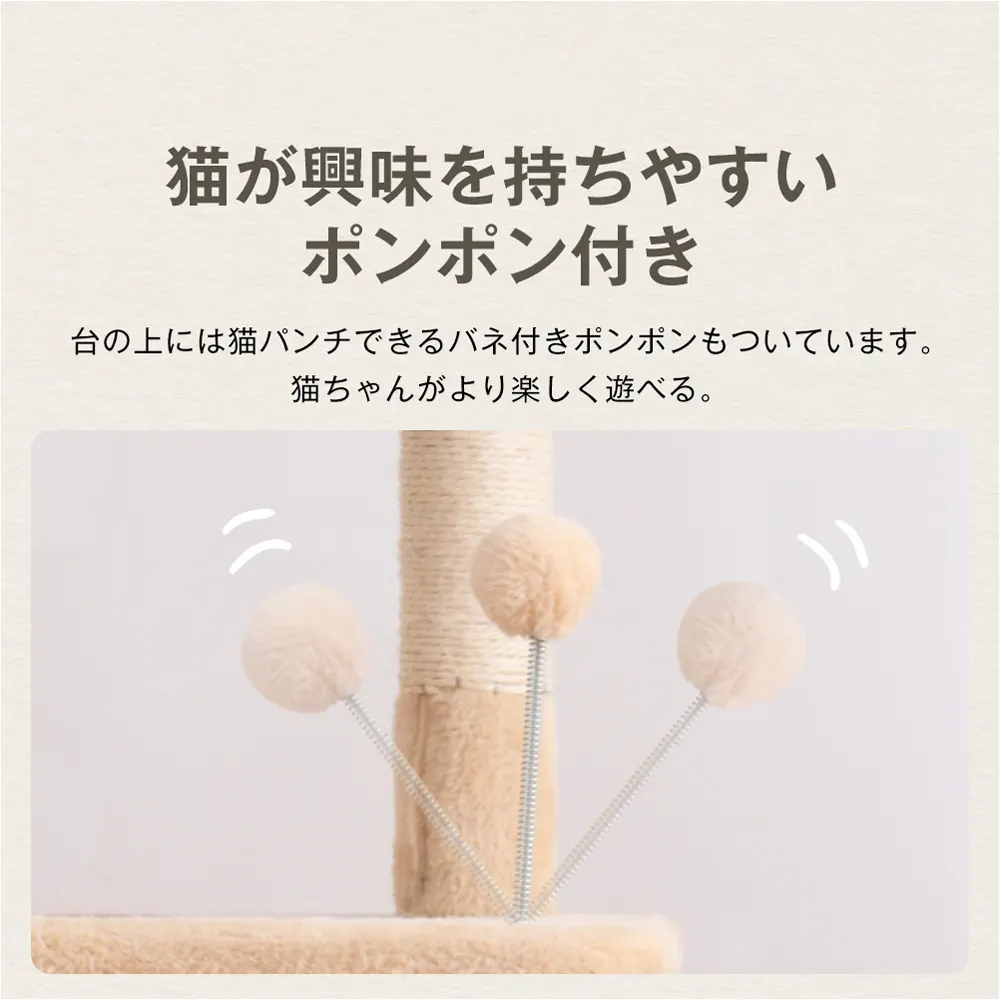 猫が興味を持ちやすい
ポンポン付き
台の上には猫パンチできるバネ付きポンポンもついています。
猫ちゃんがより楽しく遊べる。